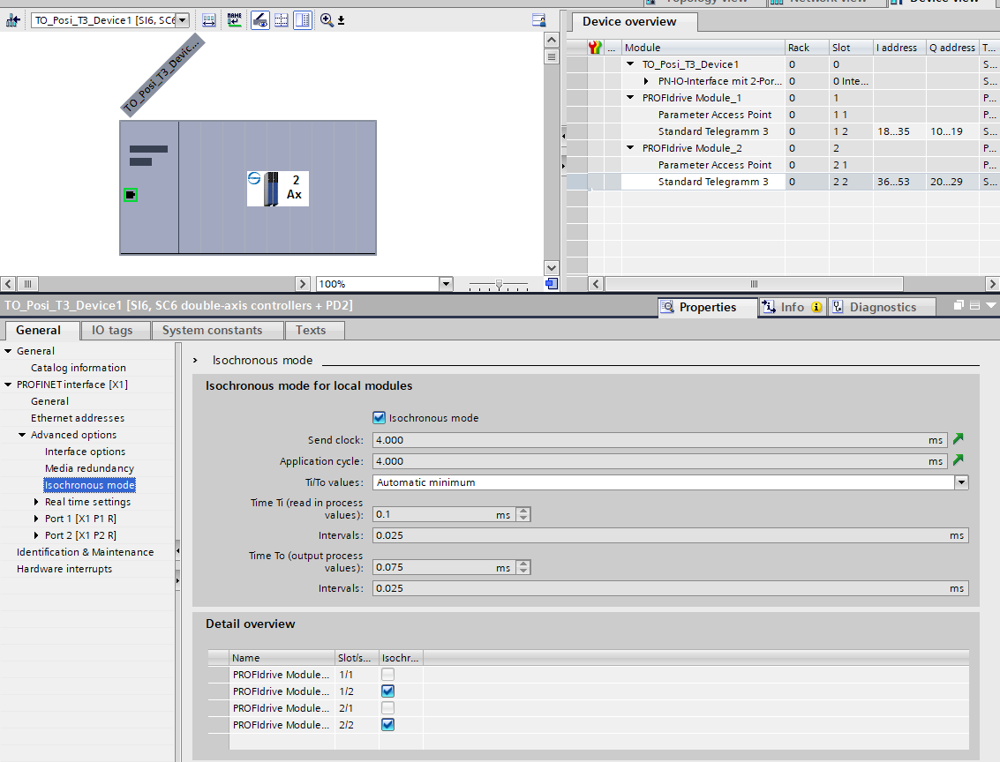 TO_Posi_T3_Device1 [SI6, SC6
NAME
TO_Posi_T3_Devic...
2
Ax
100%
Topology view
Network view
Device view
Device overview
... Module Rack Slot I address Q address T...
TO_Posi_T3_Device1 0 0 S...
PN-IO-Interface mit 2-Por... 0 0 Inte... S...
PROFIdrive Module_1 0 1 P...
Parameter Access Point 0 1 1 P...
Standard Telegramm 3 0 1 2 18...35 10...19 S...
PROFIdrive Module_2 0 2 P...
Parameter Access Point 0 2 1 P...
Standard Telegramm 3 0 2 2 36...53 20...29 S...
TO_Posi_T3_Device1 [SI6, SC6 double-axis controllers + PD2]
Properties Info Diagnostics
General IO tags System constants Texts
General
Catalog information
PROFINET interface [X1]
General
Ethernet addresses
Advanced options
Interface options
Media redundancy
Isochronous mode
Real time settings
Port 1 [X1 P1 R]
Port 2 [X1 P2 R]
Identification & Maintenance
Hardware interrupts
Isochronous mode
Isochronous mode for local modules
Isochronous mode
Send clock: 4.000 ms
Application cycle: 4.000 ms
Ti/To values: Automatic minimum
Time Ti (read in process
values): 0.1 ms
Intervals: 0.025 ms
Time To (output process
values): 0.075 ms
Intervals: 0.025 ms
Detail overview
Name Slot/s... Isochr...
PROFIdrive Module... 1/1
PROFIdrive Module... 1/2
PROFIdrive Module... 2/1
PROFIdrive Module... 2/2